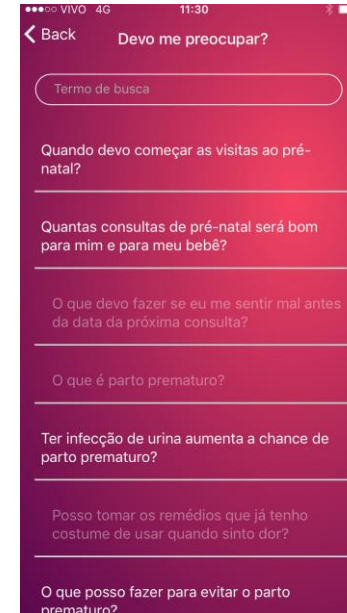 VIVO 4G 11:30
Back Devo me preocupar?
Termo de busca
Quando devo começar as visitas ao pré-
natal?
Quantas consultas de pré-natal será bom
para mim e para meu bebê?
O que devo fazer se eu me sentir mal antes
da data da próxima consulta?
O que é parto prematuro?
Ter infecção de urina aumenta a chance de
parto prematuro?
Posso tomar os remédios que já tenho
costume de usar quando sinto dor?
O que posso fazer para evitar o parto
prematuro?